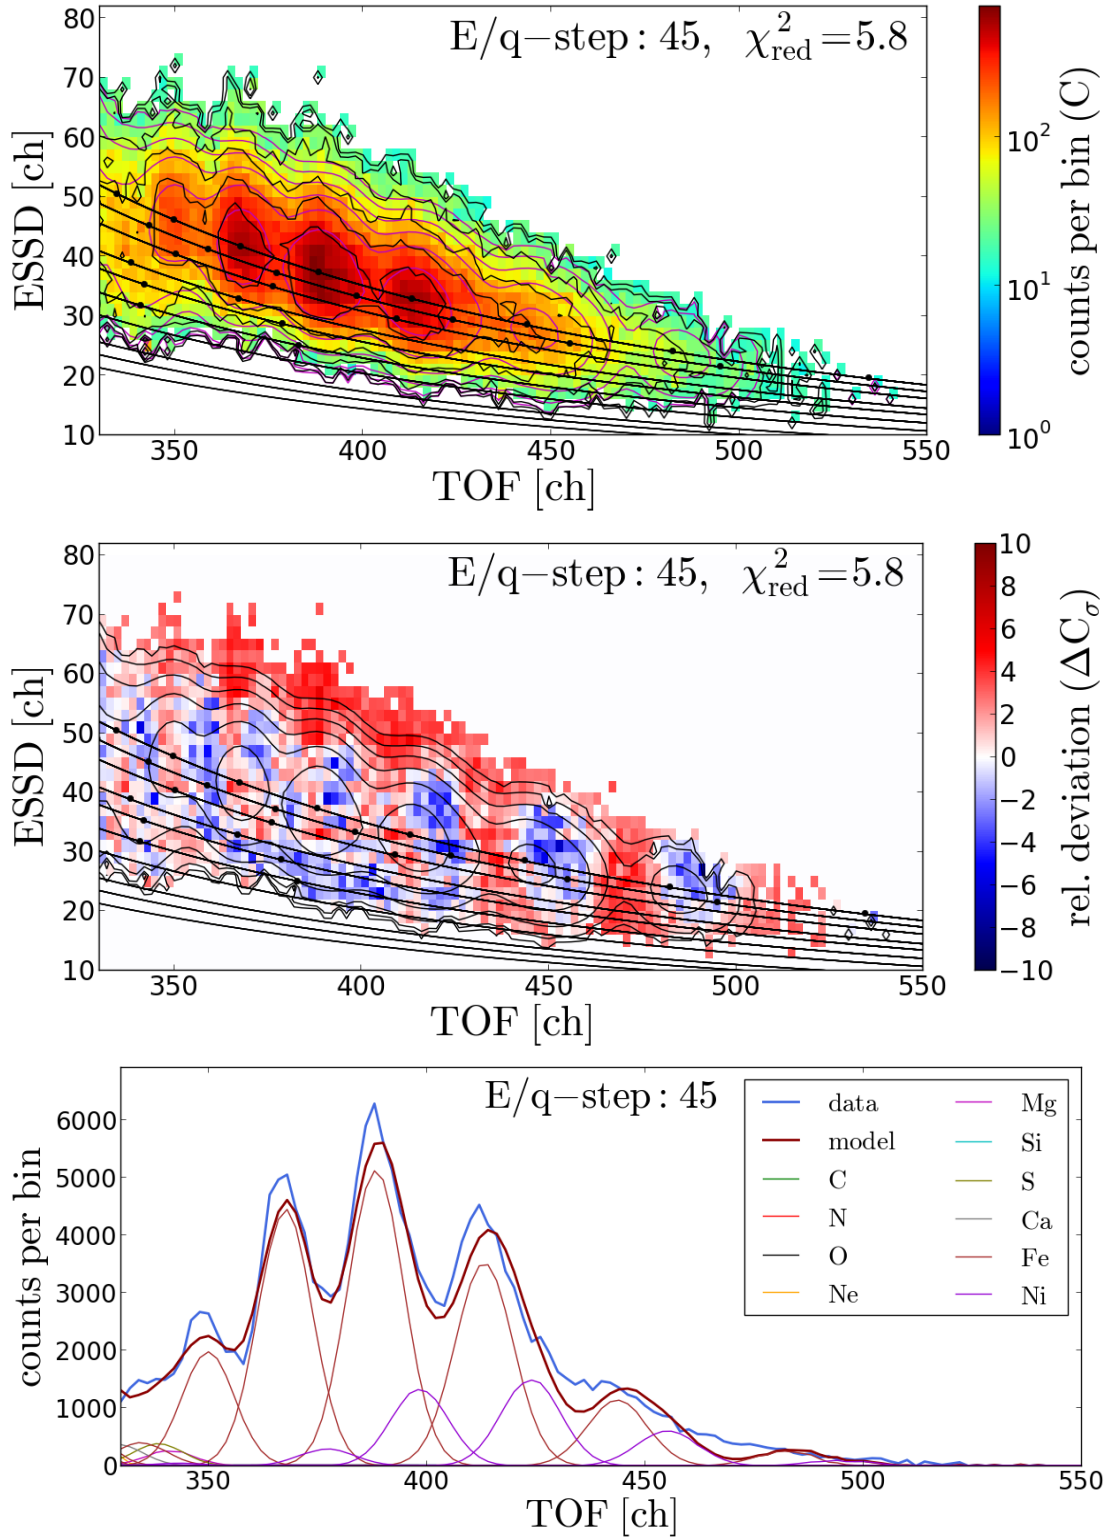 E/q−step: 45, χ²red=5.8
80
70
60
50
40
30
20
10
ESSD [ch]
350 400 450 500 550
TOF [ch]
10²
10¹
10⁰
counts per bin (C)
E/q−step: 45, χ²red=5.8
80
70
60
50
40
30
20
10
ESSD [ch]
350 400 450 500 550
TOF [ch]
10
8
6
4
2
0
−2
−4
−6
−8
−10
rel. deviation (ΔCσ)
E/q−step: 45
6000
5000
4000
3000
2000
1000
0
counts per bin
350 400 450 500 550
TOF [ch]
data
model
C
N
O
Ne
Mg
Si
S
Ca
Fe
Ni